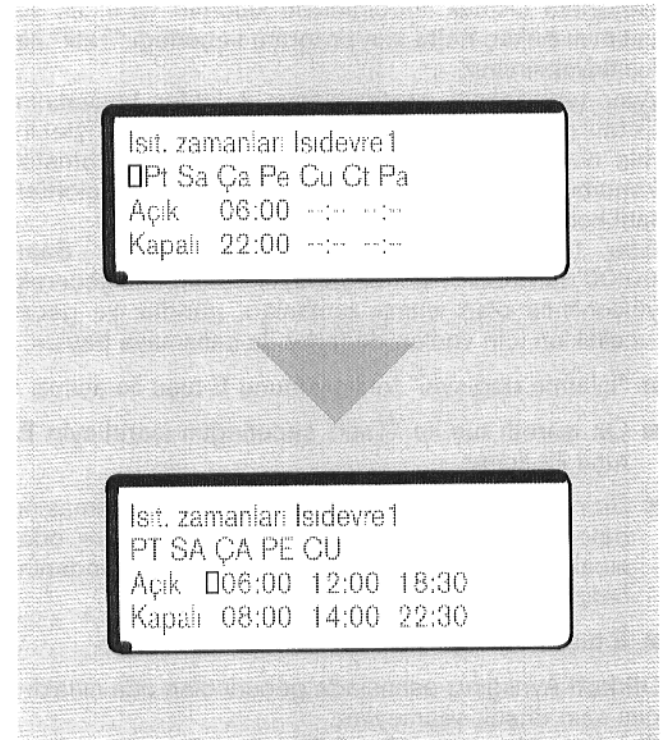 Isıt. zamanları Isıdevre1
▯Pt Sa Ça Pe Cu Ct Pa
Açık 06:00 --:-- --:--
Kapalı 22:00 --:-- --:--
Isıt. zamanları Isıdevre1
PT SA ÇA PE CU
Açık ▯06:00 12:00 18:30
Kapalı 08:00 14:00 22:30